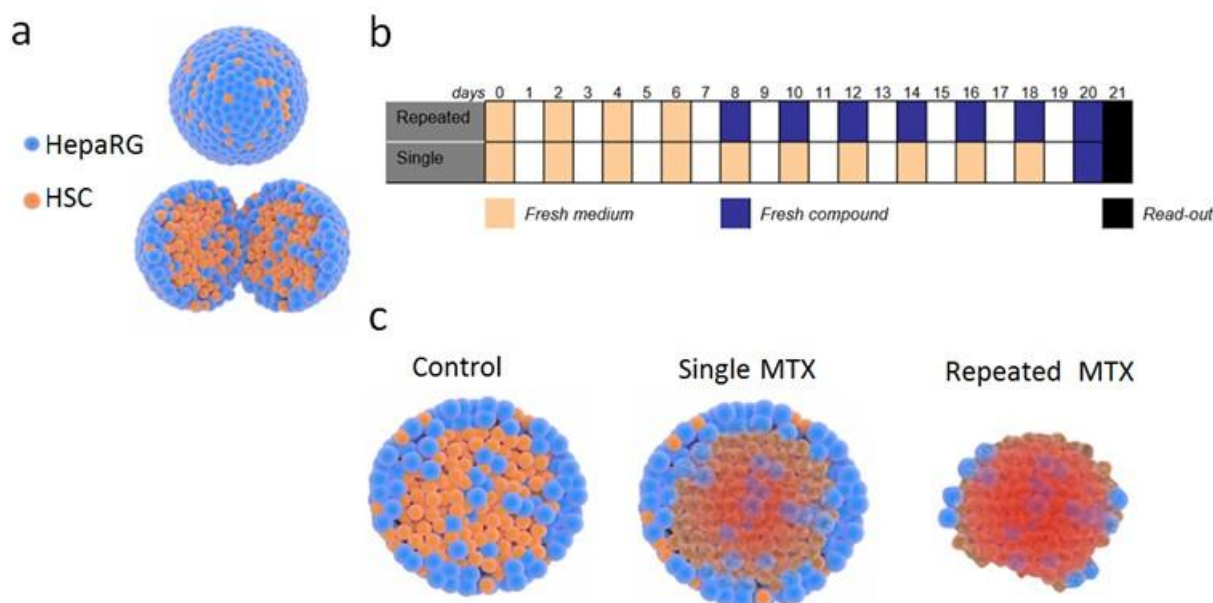 a
HepaRG
HSC
b
days 0 1 2 3 4 5 6 7 8 9 10 11 12 13 14 15 16 17 18 19 20 21
Repeated
Single
Fresh medium Fresh compound Read-out
c
Control Single MTX Repeated MTX